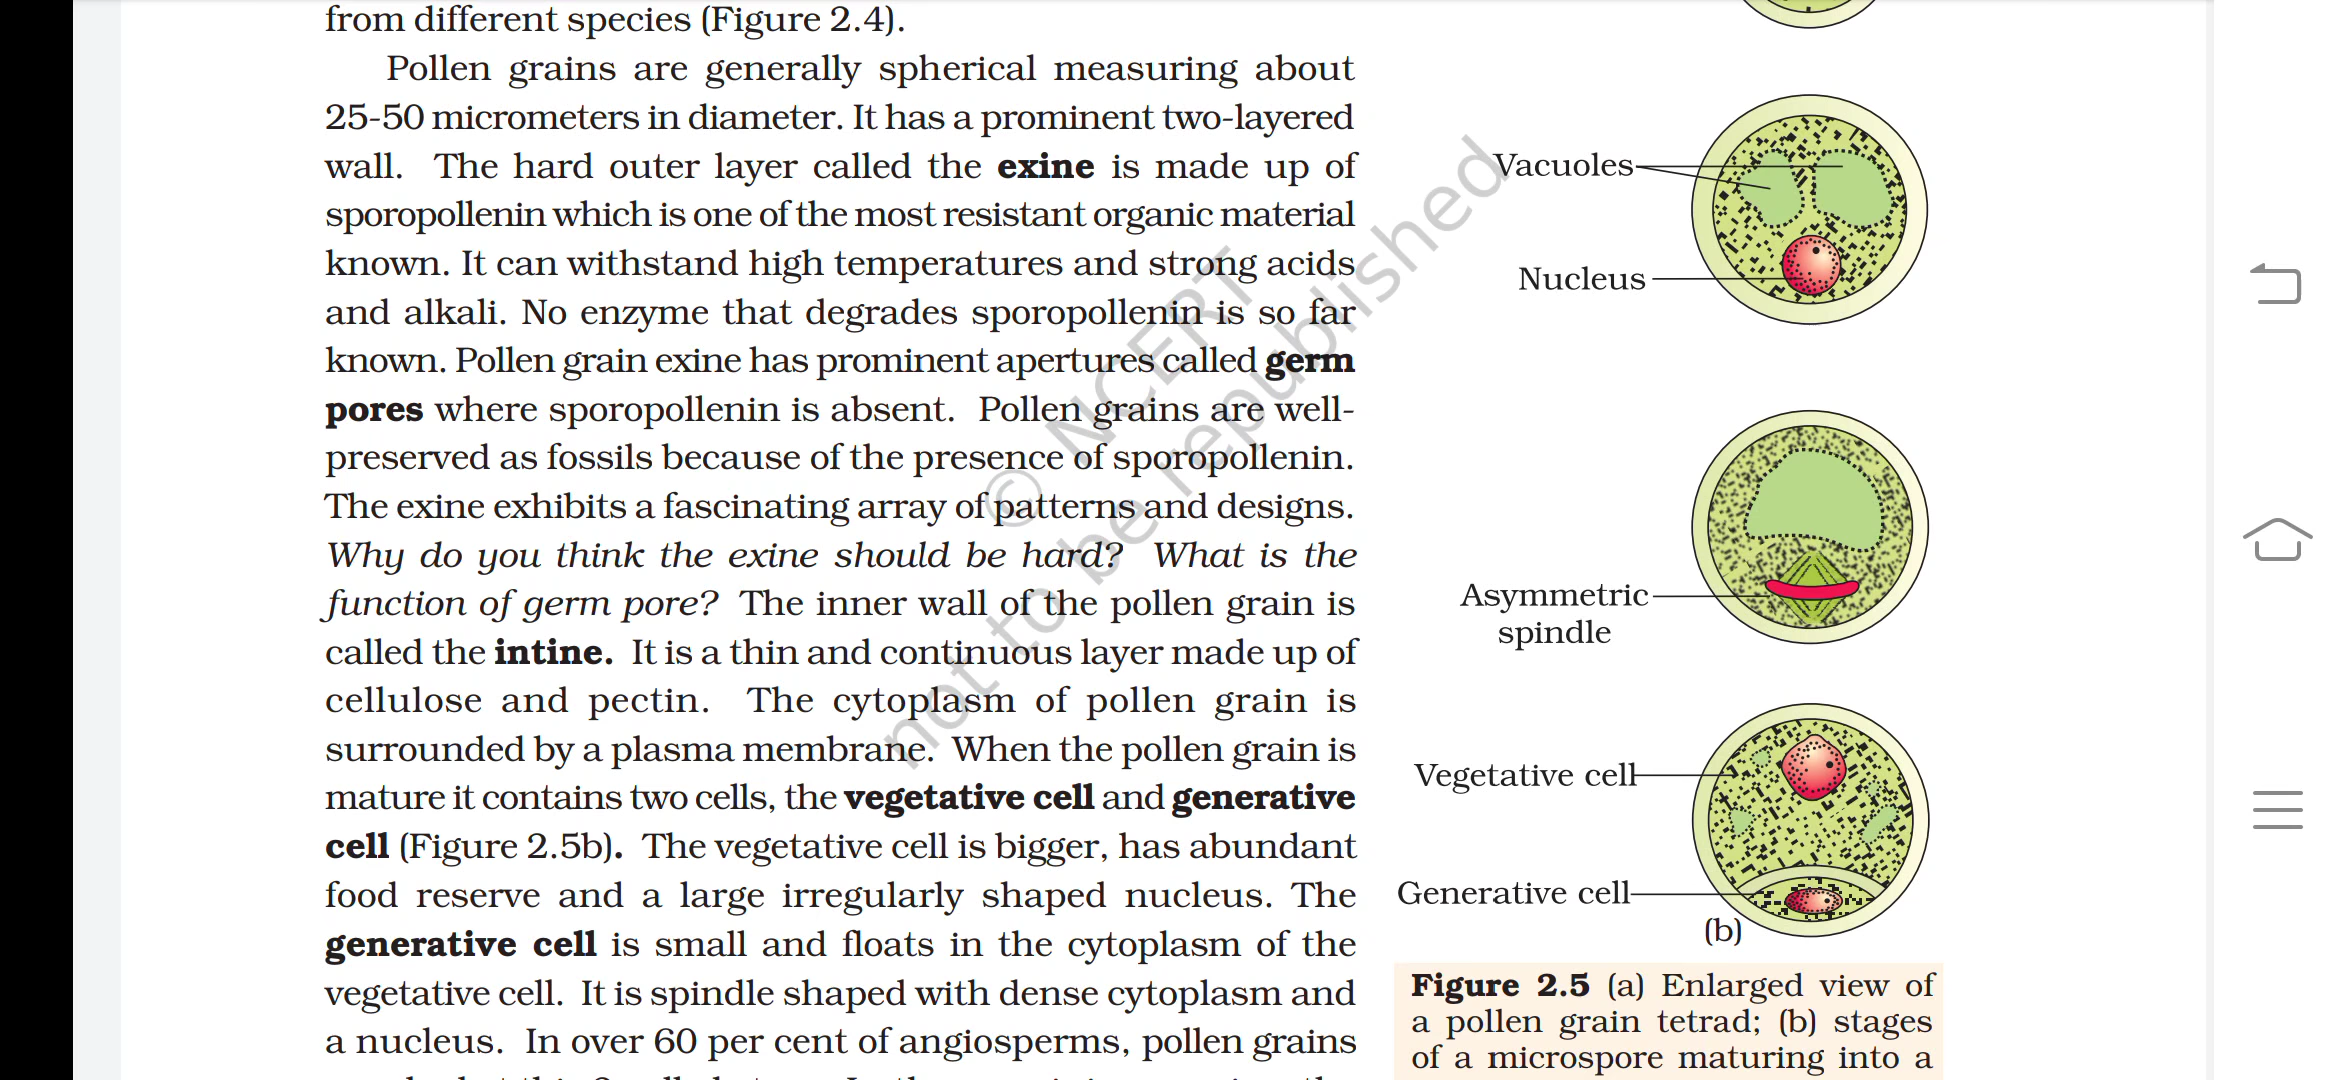 from different species (Figure 2.4).
Pollen grains are generally spherical measuring about
25-50 micrometers in diameter. It has a prominent two-layered
wall. The hard outer layer called the exine is made up of
sporopollenin which is one of the most resistant organic material
known. It can withstand high temperatures and strong acids
and alkali. No enzyme that degrades sporopollenin is so far
known. Pollen grain exine has prominent apertures called germ
pores where sporopollenin is absent. Pollen grains are well-
preserved as fossils because of the presence of sporopollenin.
The exine exhibits a fascinating array of patterns and designs.
Why do you think the exine should be hard? What is the
function of germ pore? The inner wall of the pollen grain is
called the intine. It is a thin and continuous layer made up of
cellulose and pectin. The cytoplasm of pollen grain is
surrounded by a plasma membrane. When the pollen grain is
mature it contains two cells, the vegetative cell and generative
cell (Figure 2.5b). The vegetative cell is bigger, has abundant
food reserve and a large irregularly shaped nucleus. The
generative cell is small and floats in the cytoplasm of the
vegetative cell. It is spindle shaped with dense cytoplasm and
a nucleus. In over 60 per cent of angiosperms, pollen grains
Vacuoles
Nucleus
Asymmetric
spindle
Vegetative cell
Generative cell
(b)
Figure 2.5 (a) Enlarged view of
a pollen grain tetrad; (b) stages
of a microspore maturing into a
© NCERT
not to be republished